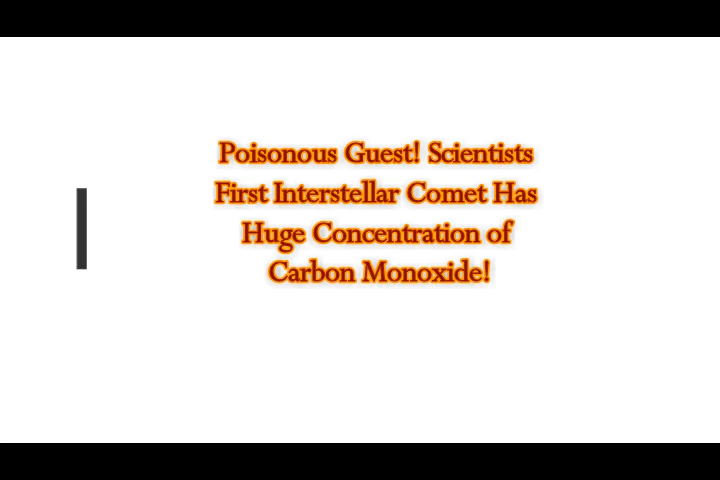 Poisonous Guest! Scientists
First Interstellar Comet Has
Huge Concentration of
Carbon Monoxide!